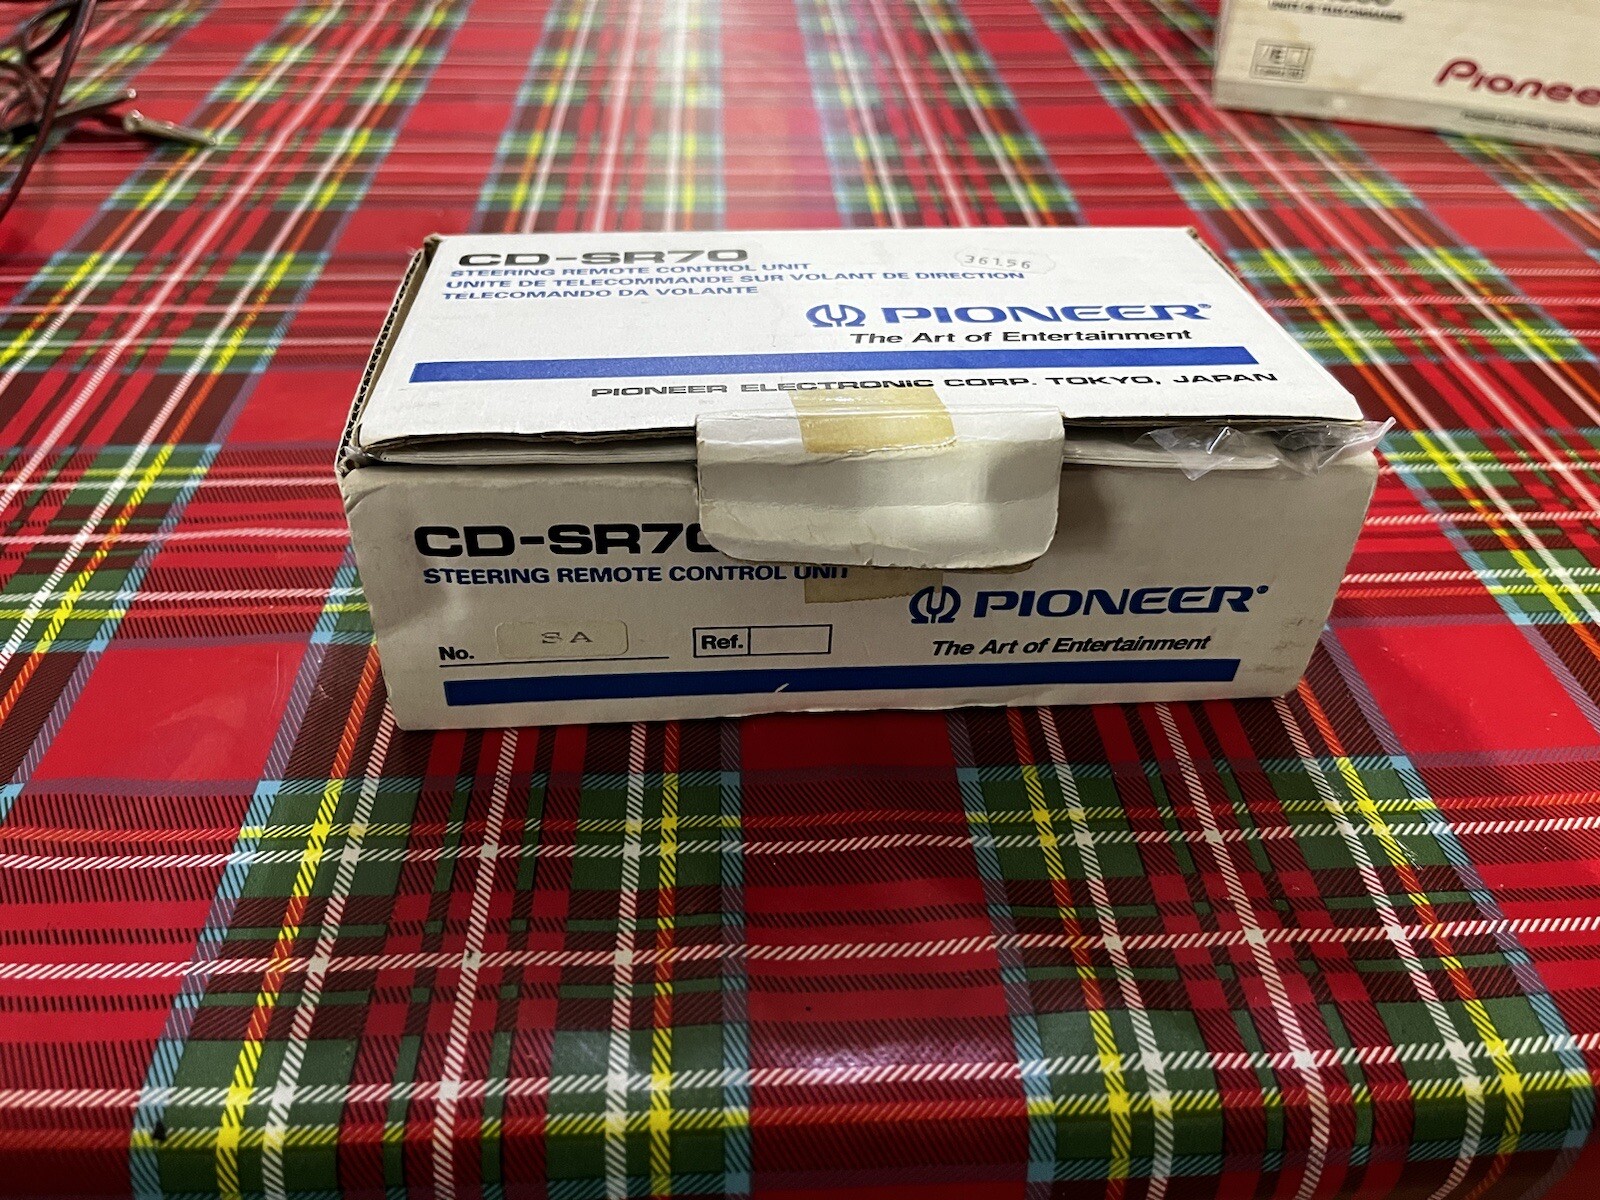 Pioneer
CD-SR70
36156
STEERING REMOTE CONTROL UNIT
UNITE DE TELECOMMANDE SUR VOLANT DE DIRECTION
TELECOMANDO DA VOLANTE
PIONEER®
The Art of Entertainment
PIONEER ELECTRONIC CORP. TOKYO, JAPAN
CD-SR70
STEERING REMOTE CONTROL UNIT
PIONEER®
No. SA
Ref.
The Art of Entertainment